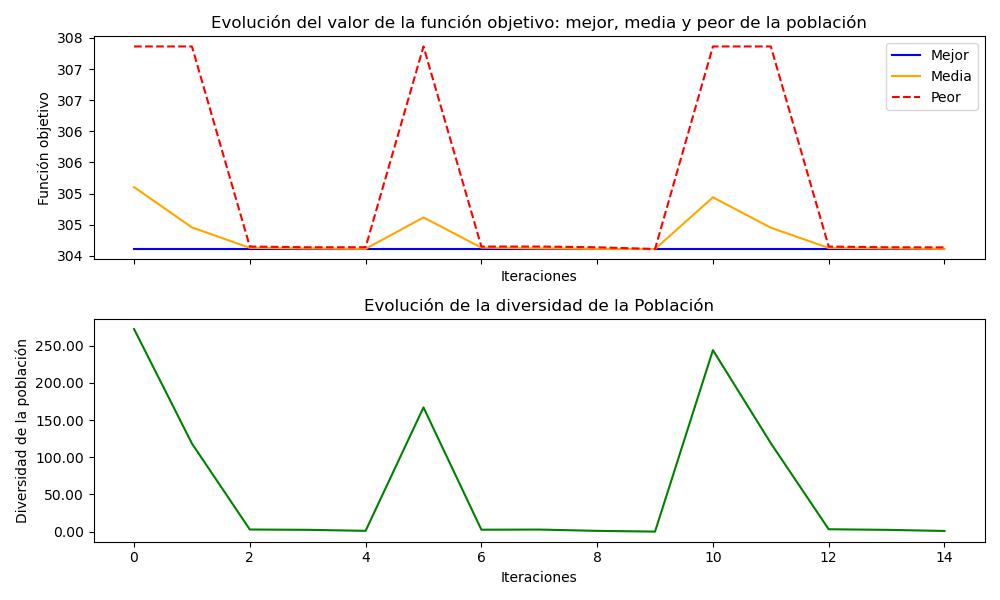 Evolución del valor de la función objetivo: mejor, media y peor de la población
Función objetivo
308
307
307
306
306
305
305
304
Mejor
Media
Peor
Iteraciones
Evolución de la diversidad de la Población
Diversidad de la población
250.00
200.00
150.00
100.00
50.00
0.00
0 2 4 6 8 10 12 14
Iteraciones